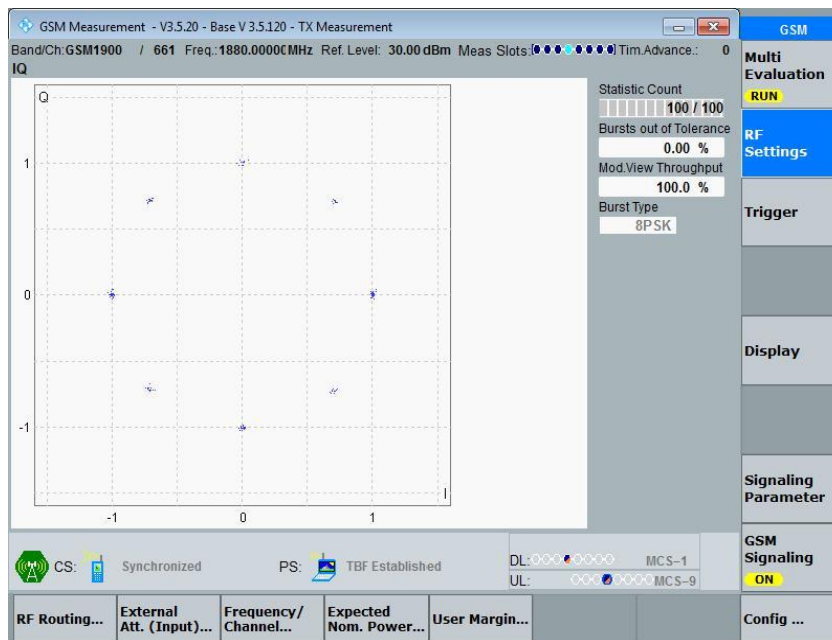 GSM Measurement - V3.5.20 - Base V 3.5.120 - TX Measurement
Band/Ch:GSM1900 / 661 Freq.:1880.0000(MHz Ref. Level: 30.00 dBm Meas Slots: Tim.Advance.: 0
IQ
Q
1
0
-1
-1 0 1
I
Statistic Count
100 / 100
Bursts out of Tolerance
0.00 %
Mod.View Throughput
100.0 %
Burst Type
8PSK
CS: Synchronized PS: TBF Established
DL: MCS-1
UL: MCS-9
RF Routing...
External
Att. (Input)...
Frequency/
Channel...
Expected
Nom. Power...
User Margin...
GSM
Multi
Evaluation
RUN
RF
Settings
Trigger
Display
Signaling
Parameter
GSM
Signaling
ON
Config ...